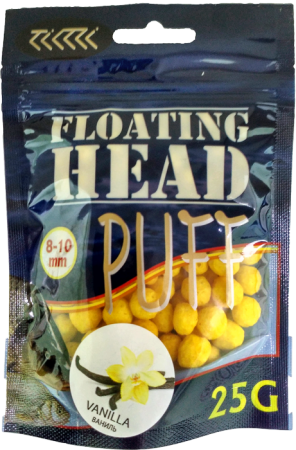 FLOATING
HEAD
PUFF
8-10
mm
VANILLA
ВАНИЛЬ
25G